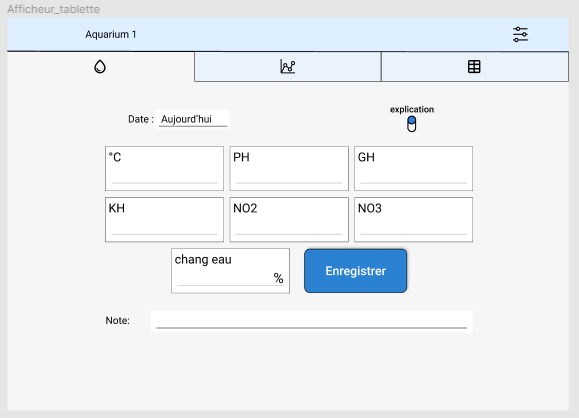 Afficheur_tablette
Aquarium 1
explication
Date : Aujourd'hui
°C PH GH
KH NO2 NO3
chang eau
%
Enregistrer
Note: